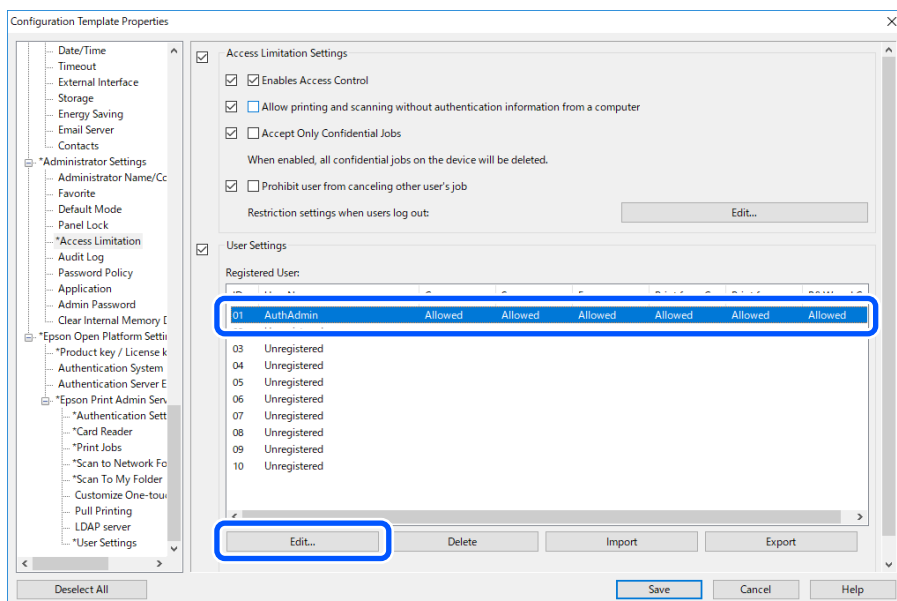 Configuration Template Properties
Date/Time
Timeout
External Interface
Storage
Energy Saving
Email Server
Contacts
*Administrator Settings
Administrator Name/Cc
Favorite
Default Mode
Panel Lock
*Access Limitation
Audit Log
Password Policy
Application
Admin Password
Clear Internal Memory
*Epson Open Platform Settin
*Product key / License k
Authentication System
Authentication Server E
*Epson Print Admin Serv
*Authentication Sett
*Card Reader
*Print Jobs
*Scan to Network Fo
*Scan To My Folder
Customize One-tou
Pull Printing
LDAP server
*User Settings
Access Limitation Settings
Enables Access Control
Allow printing and scanning without authentication information from a computer
Accept Only Confidential Jobs
When enabled, all confidential jobs on the device will be deleted.
Prohibit user from canceling other user's job
Restriction settings when users log out: Edit...
User Settings
Registered User:
01 AuthAdmin Allowed Allowed Allowed Allowed Allowed Allowed
03 Unregistered
04 Unregistered
05 Unregistered
06 Unregistered
07 Unregistered
08 Unregistered
09 Unregistered
10 Unregistered
Edit... Delete Import Export
Deselect All Save Cancel Help